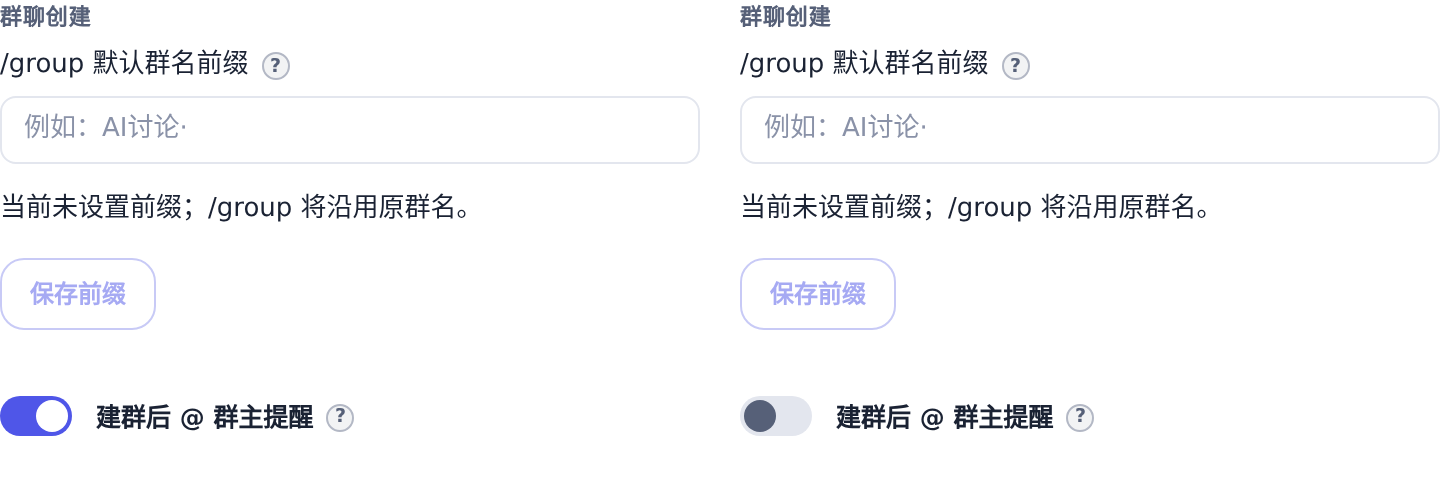 群聊创建
/group 默认群名前缀 ?
例如：AI讨论·
当前未设置前缀；/group 将沿用原群名。
保存前缀
建群后 @ 群主提醒 ?
群聊创建
/group 默认群名前缀 ?
例如：AI讨论·
当前未设置前缀；/group 将沿用原群名。
保存前缀
建群后 @ 群主提醒 ?